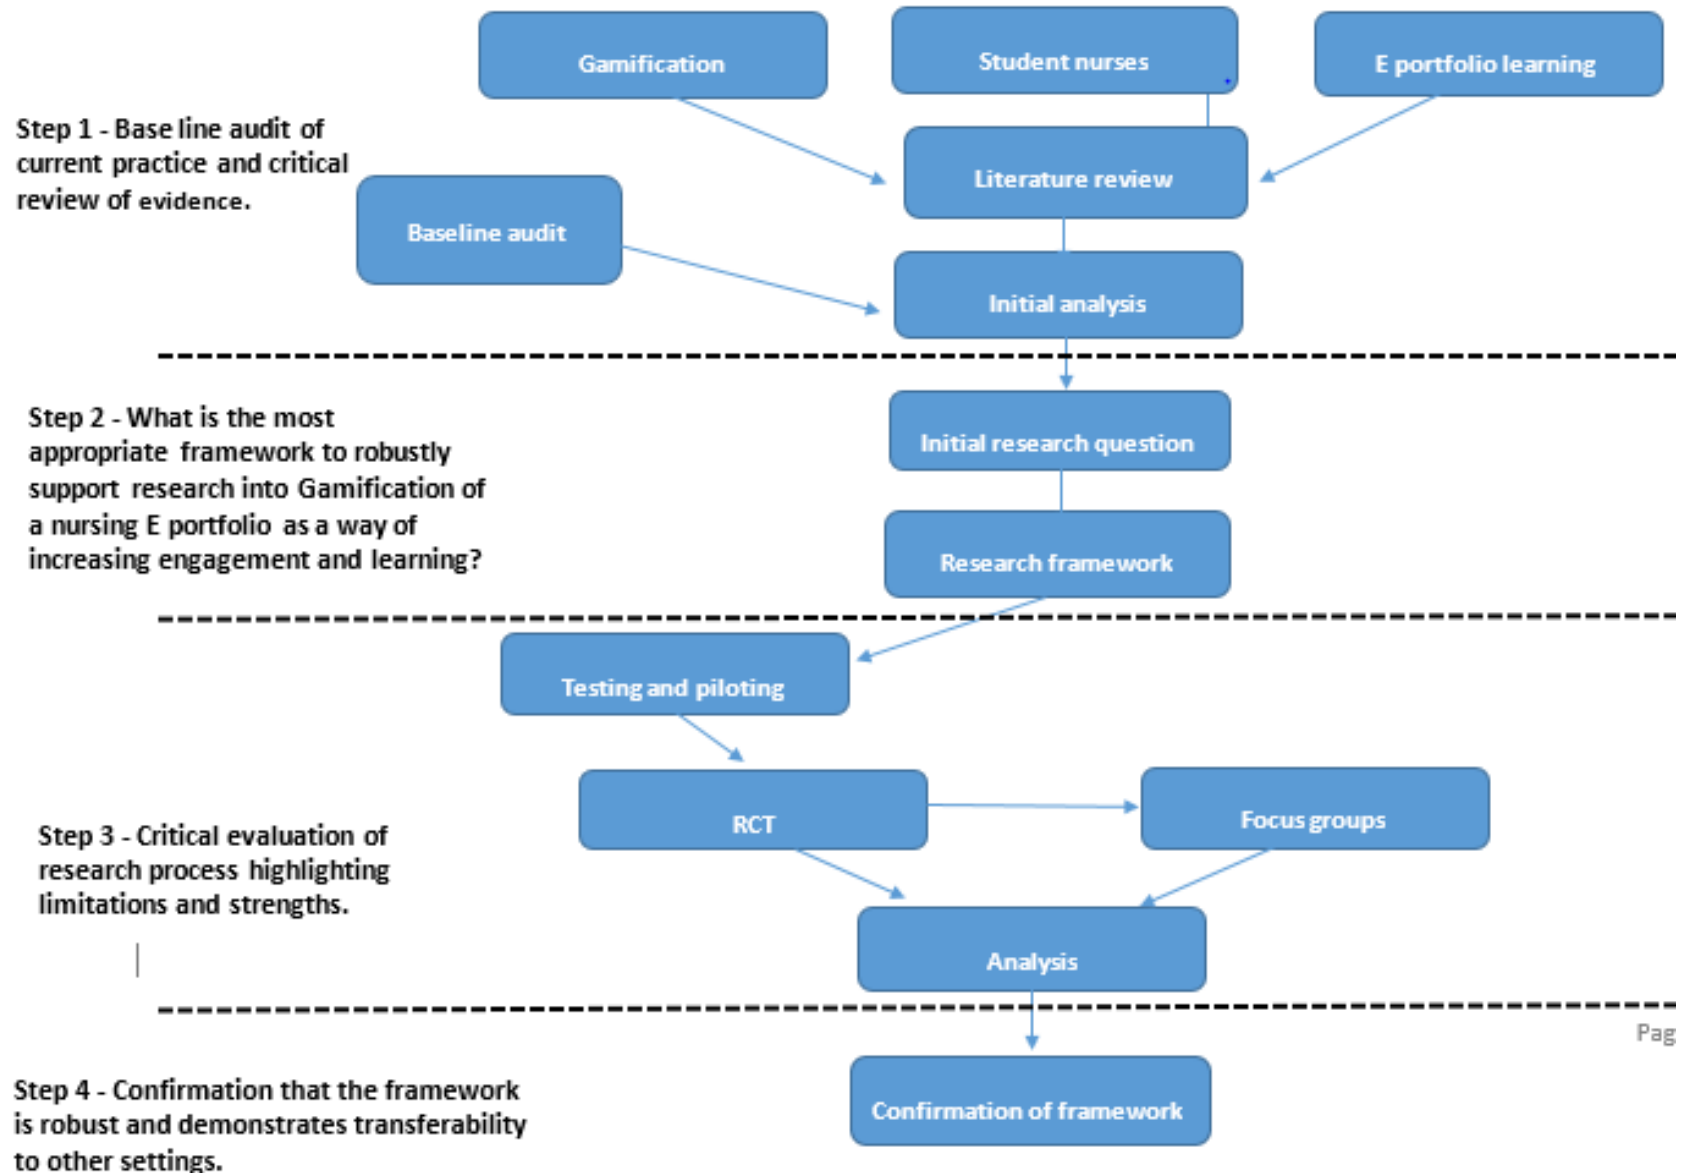 Gamification
Student nurses
E portfolio learning
Step 1 - Base line audit of
current practice and critical
review of evidence.
Literature review
Baseline audit
Initial analysis
Step 2 - What is the most
appropriate framework to robustly
support research into Gamification of
a nursing E portfolio as a way of
increasing engagement and learning?
Initial research question
Research framework
Testing and piloting
Step 3 - Critical evaluation of
research process highlighting
limitations and strengths.
RCT
Focus groups
Analysis
Pag
Step 4 - Confirmation that the framework
is robust and demonstrates transferability
to other settings.
Confirmation of framework